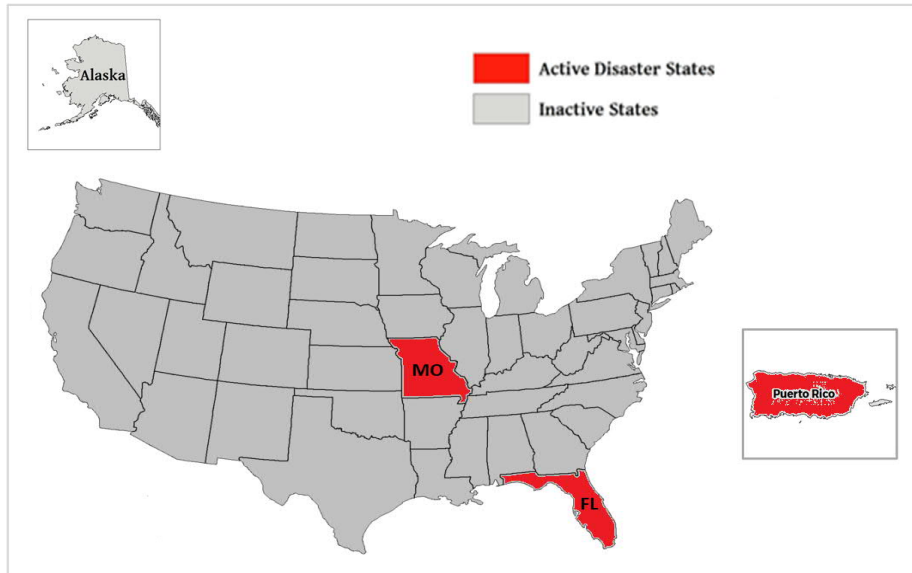 Alaska
Active Disaster States
Inactive States
MO
Puerto Rico
FL